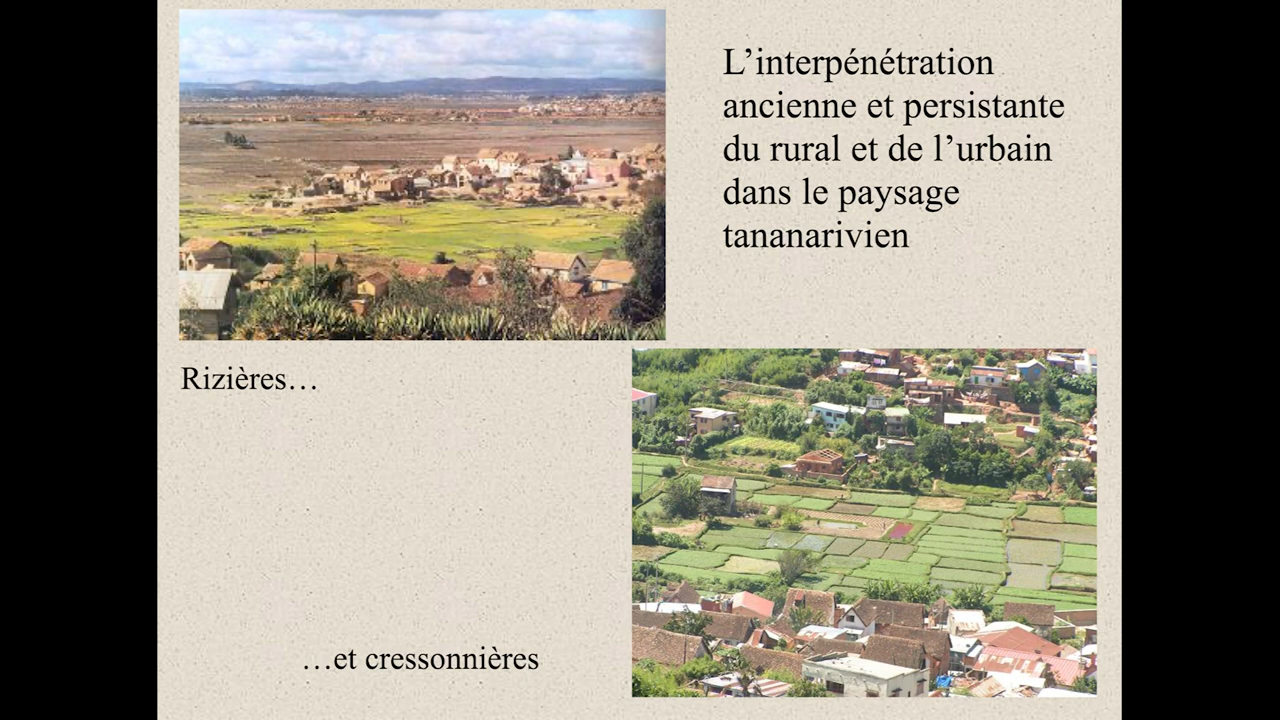 L’interpénétration
ancienne et persistante
du rural et de l’urbain
dans le paysage
tananarivien
Rizières…
…et cressonnières